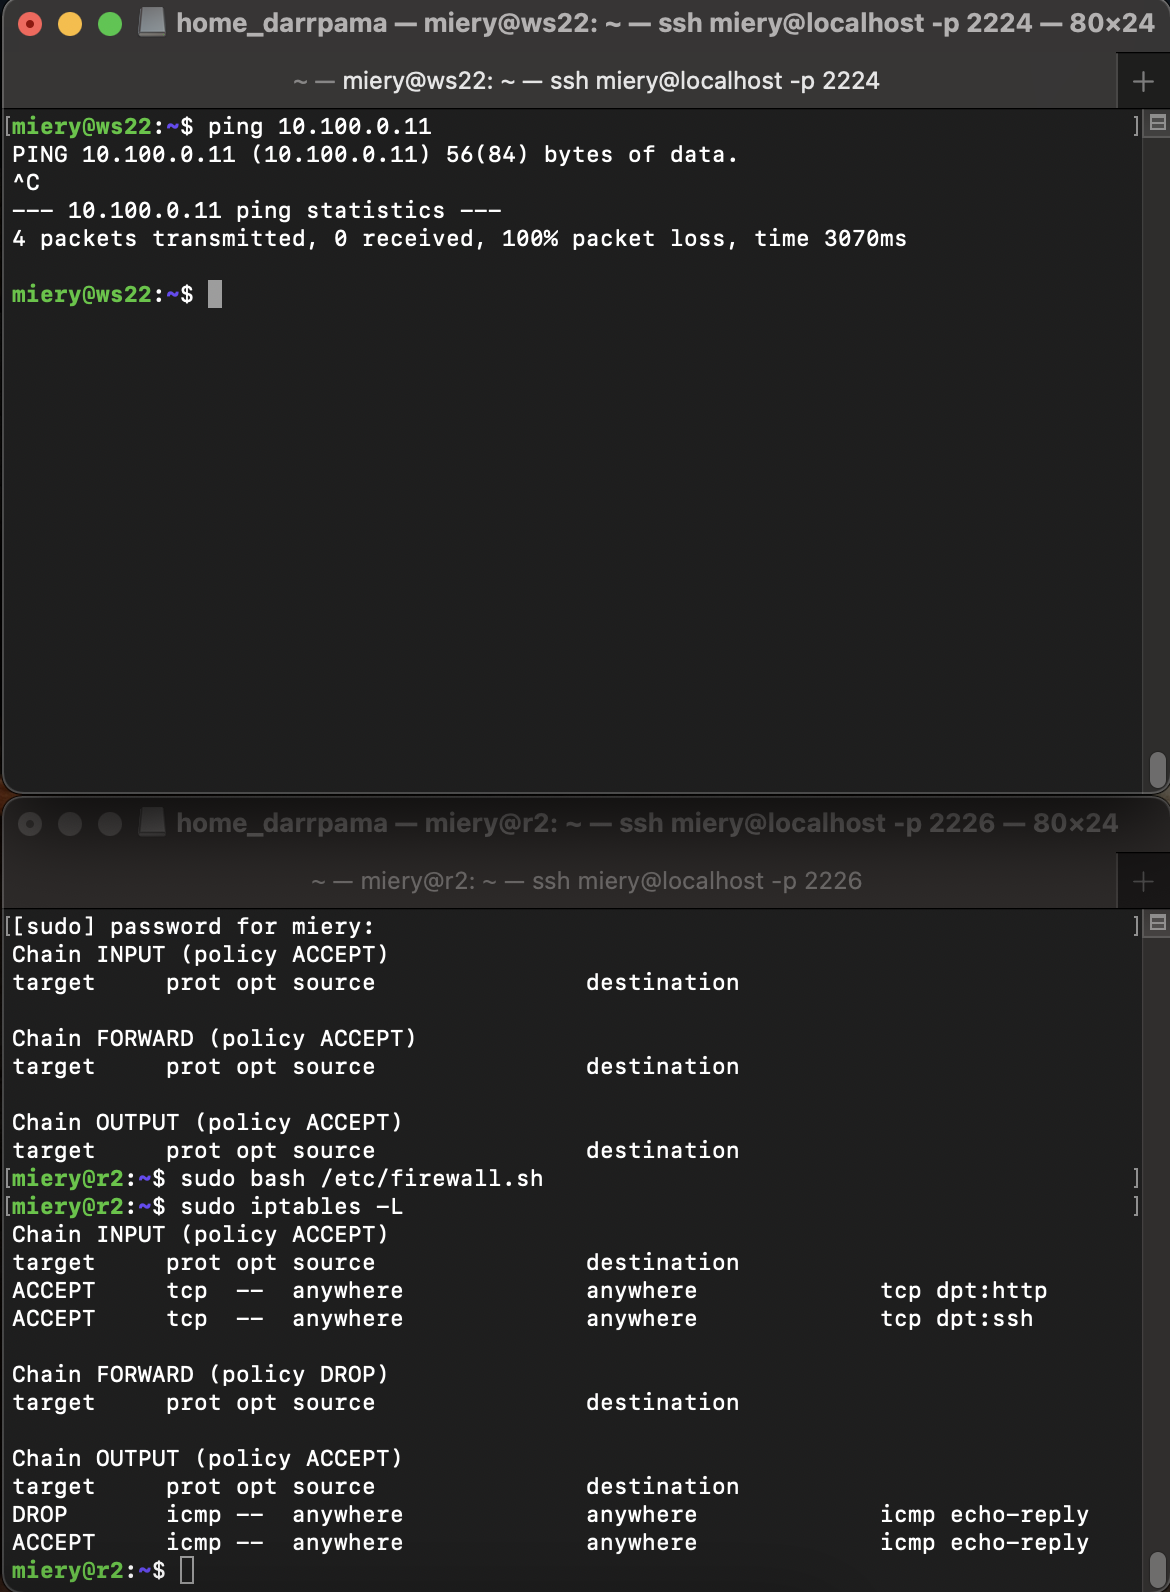 home_darrpama — miery@ws22: ~ — ssh miery@localhost -p 2224 — 80×24
~ — miery@ws22: ~ — ssh miery@localhost -p 2224
[miery@ws22:~$ ping 10.100.0.11 ]
PING 10.100.0.11 (10.100.0.11) 56(84) bytes of data.
^C
--- 10.100.0.11 ping statistics ---
4 packets transmitted, 0 received, 100% packet loss, time 3070ms
miery@ws22:~$
home_darrpama — miery@r2: ~ — ssh miery@localhost -p 2226 — 80×24
~ — miery@r2: ~ — ssh miery@localhost -p 2226
[[sudo] password for miery: ]
Chain INPUT (policy ACCEPT)
target     prot opt source               destination
Chain FORWARD (policy ACCEPT)
target     prot opt source               destination
Chain OUTPUT (policy ACCEPT)
target     prot opt source               destination
[miery@r2:~$ sudo bash /etc/firewall.sh ]
[miery@r2:~$ sudo iptables -L ]
Chain INPUT (policy ACCEPT)
target     prot opt source               destination
ACCEPT     tcp  --  anywhere             anywhere             tcp dpt:http
ACCEPT     tcp  --  anywhere             anywhere             tcp dpt:ssh
Chain FORWARD (policy DROP)
target     prot opt source               destination
Chain OUTPUT (policy ACCEPT)
target     prot opt source               destination
DROP       icmp --  anywhere             anywhere             icmp echo-reply
ACCEPT     icmp --  anywhere             anywhere             icmp echo-reply
miery@r2:~$